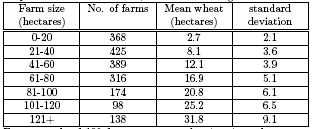 Farm size No. of farms Mean wheat standard
(hectares) (hectares) deviation
0-20 368 2.7 2.1
21-40 425 8.1 3.6
41-60 389 12.1 3.9
61-80 316 16.9 5.1
81-100 174 20.8 6.1
101-120 98 25.2 6.5
121+ 138 31.8 9.1